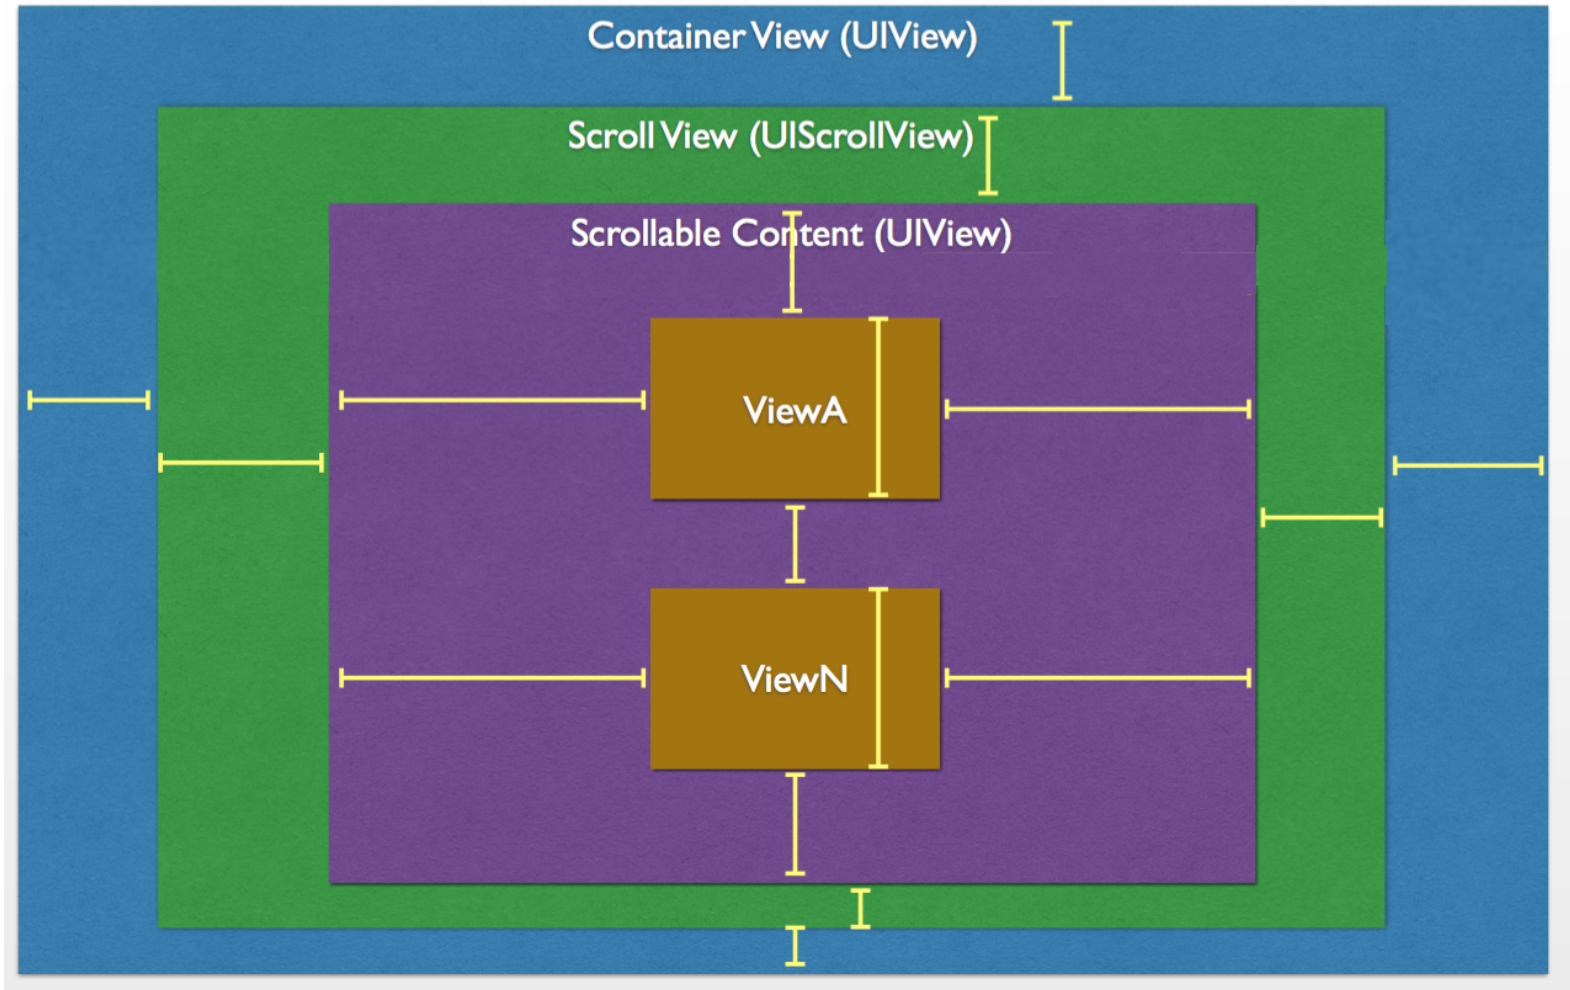 Container View (UIView)
Scroll View (UIScrollView)
Scrollable Content (UIView)
ViewA
ViewN